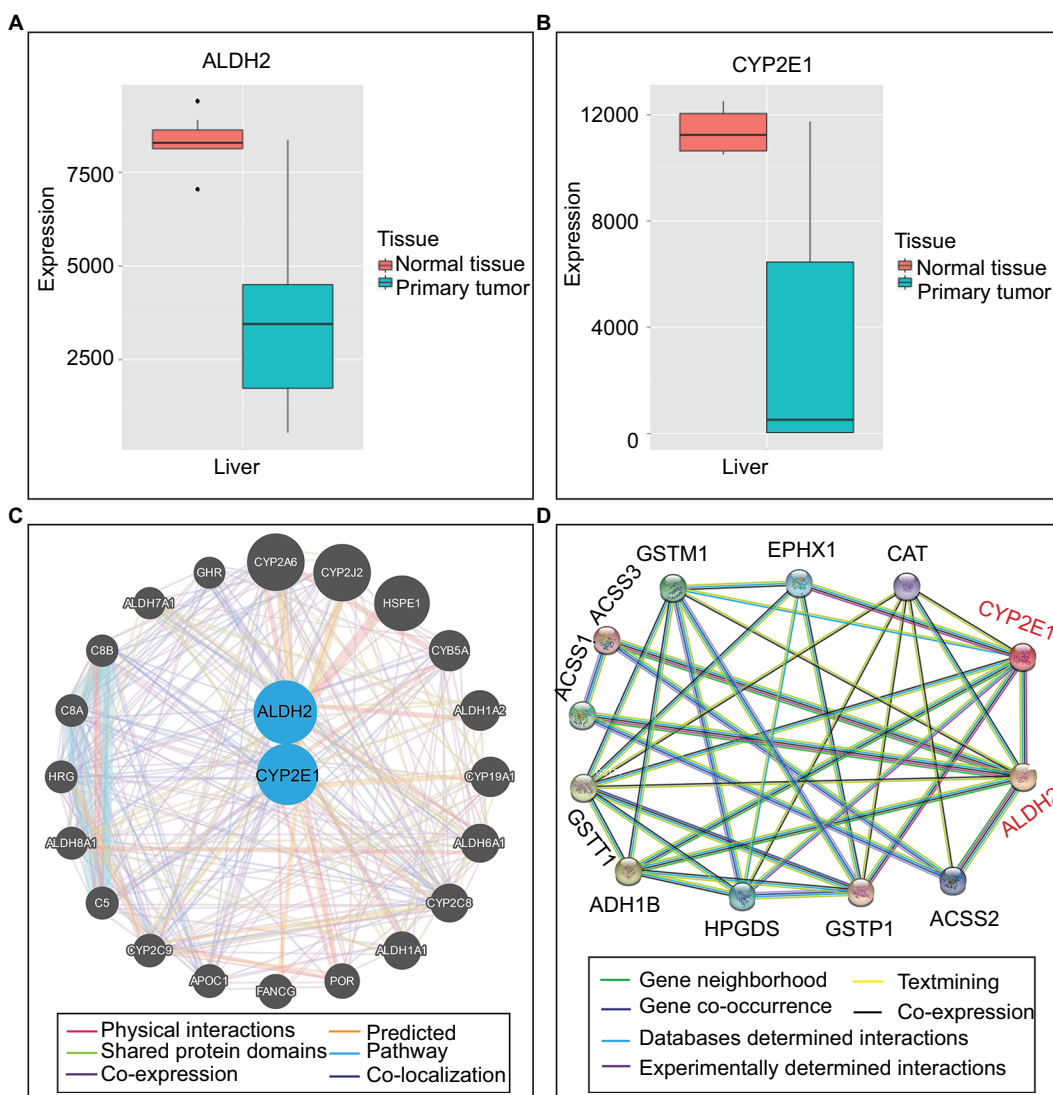 A
ALDH2
Expression
7500
5000
2500
Liver
Tissue
Normal tissue
Primary tumor
B
CYP2E1
Expression
12000
8000
4000
0
Liver
Tissue
Normal tissue
Primary tumor
C
CYP2A6
CYP2J2
HSPE1
CYB5A
ALDH1A2
CYP19A1
ALDH6A1
CYP2C8
ALDH1A1
POR
FANCG
APOC1
CYP2C9
C5
ALDH8A1
HRG
C8A
C8B
ALDH7A1
GHR
ALDH2
CYP2E1
Physical interactions
Shared protein domains
Co-expression
Predicted
Pathway
Co-localization
D
GSTM1
EPHX1
CAT
CYP2E1
ALDH2
ACSS2
GSTP1
HPGDS
ADH1B
GSTT1
ACSS1
ACSS3
Gene neighborhood
Gene co-occurrence
Databases determined interactions
Experimentally determined interactions
Textmining
Co-expression